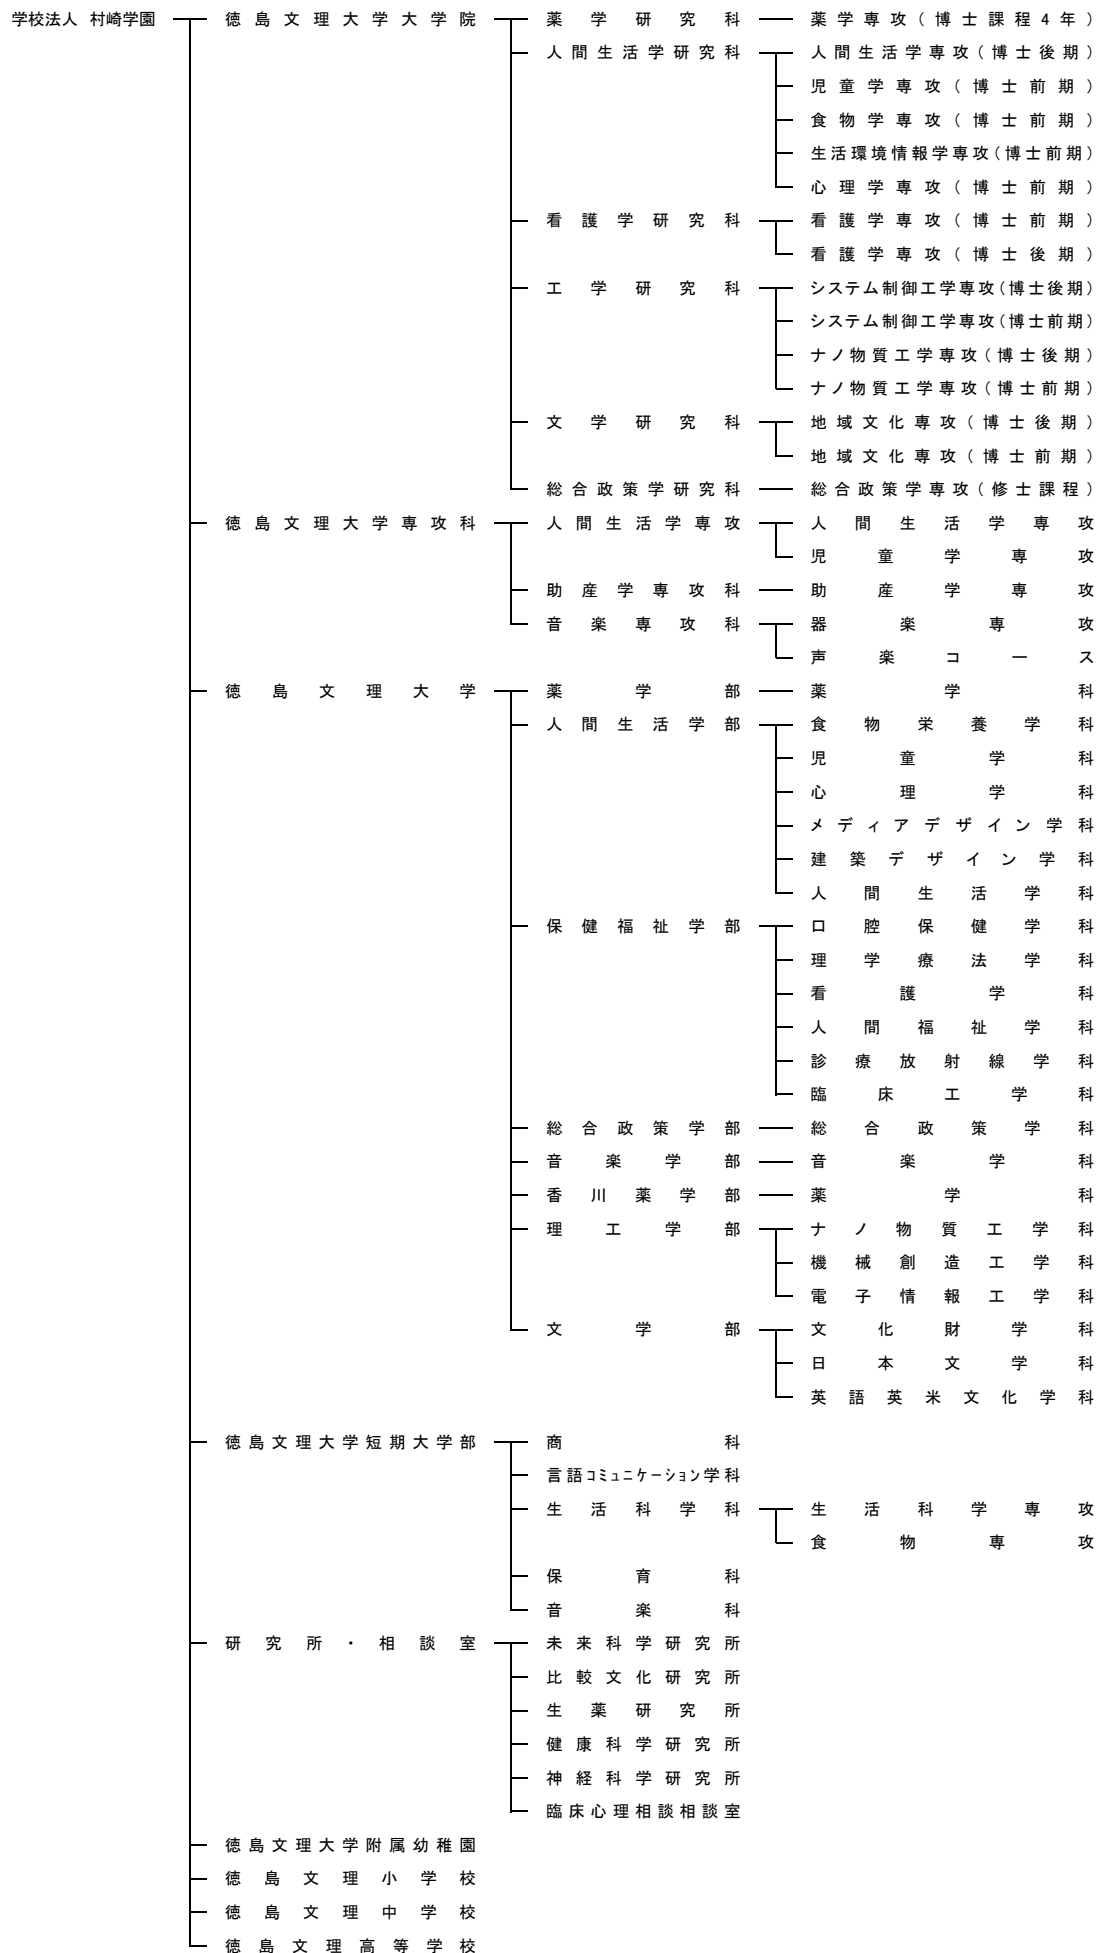 学校法人 村崎学園 徳島文理大学大学院 薬学研究科 薬学専攻(博士課程4年)
人間生活学研究科 人間生活学専攻(博士後期)
児童学専攻(博士前期)
食物学専攻(博士前期)
生活環境情報学専攻(博士前期)
心理学専攻(博士前期)
看護学研究科 看護学専攻(博士前期)
看護学専攻(博士後期)
工学研究科 システム制御工学専攻(博士後期)
システム制御工学専攻(博士前期)
ナノ物質工学専攻(博士後期)
ナノ物質工学専攻(博士前期)
文学研究科 地域文化専攻(博士後期)
地域文化専攻(博士前期)
総合政策学研究科 総合政策学専攻(修士課程)
徳島文理大学専攻科 人間生活学専攻 人間生活学専攻
児童学専攻
助産学専攻科 助産学専攻
音楽専攻科 器楽専攻
声楽コース
徳島文理大学 薬学部 薬学科
人間生活学部 食物栄養学科
児童学科
心理学科
メディアデザイン学科
建築デザイン学科
人間生活学科
保健福祉学部 口腔保健学科
理学療法学科
看護学科
人間福祉学科
診療放射線学科
臨床工学科
総合政策学部 総合政策学科
音楽学部 音楽学科
香川薬学部 薬学科
理工学部 ナノ物質工学科
機械創造工学科
電子情報工学科
文学部 文化財学科
日本文学科
英語英米文化学科
徳島文理大学短期大学部 商科
言語コミュニケーション学科
生活科学科 生活科学専攻
食物専攻
保育科
音楽科
研究所・相談室 未来科学研究所
比較文化研究所
生薬研究所
健康科学研究所
神経科学研究所
臨床心理相談相談室
徳島文理大学附属幼稚園
徳島文理小学校
徳島文理中学校
徳島文理高等学校